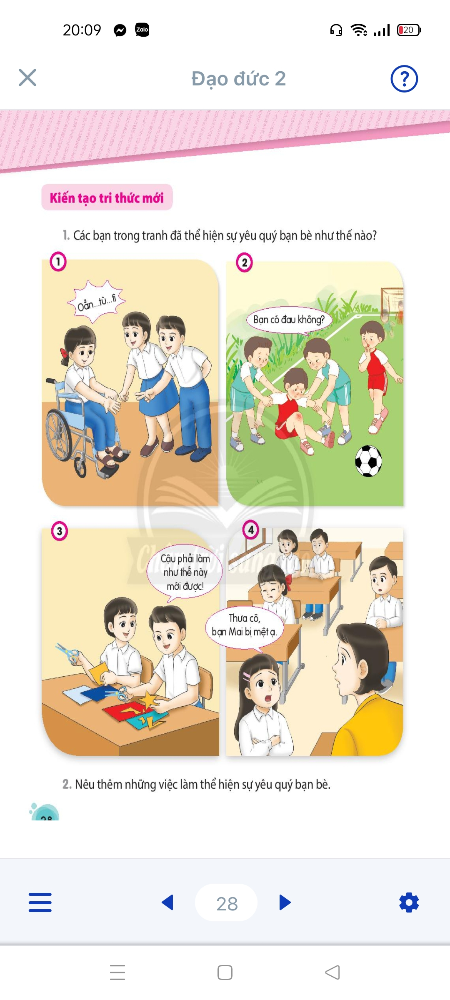 20:09
Zalo
20
Đạo đức 2
?
Kiến tạo tri thức mới
1. Các bạn trong tranh đã thể hiện sự yêu quý bạn bè như thế nào?
1
2
Oẳn...tù...tì
Bạn có đau không?
3
4
Cậu phải làm
như thế này
mới được!
Thưa cô,
bạn Mai bị mệt ạ.
2. Nêu thêm những việc làm thể hiện sự yêu quý bạn bè.
28
28